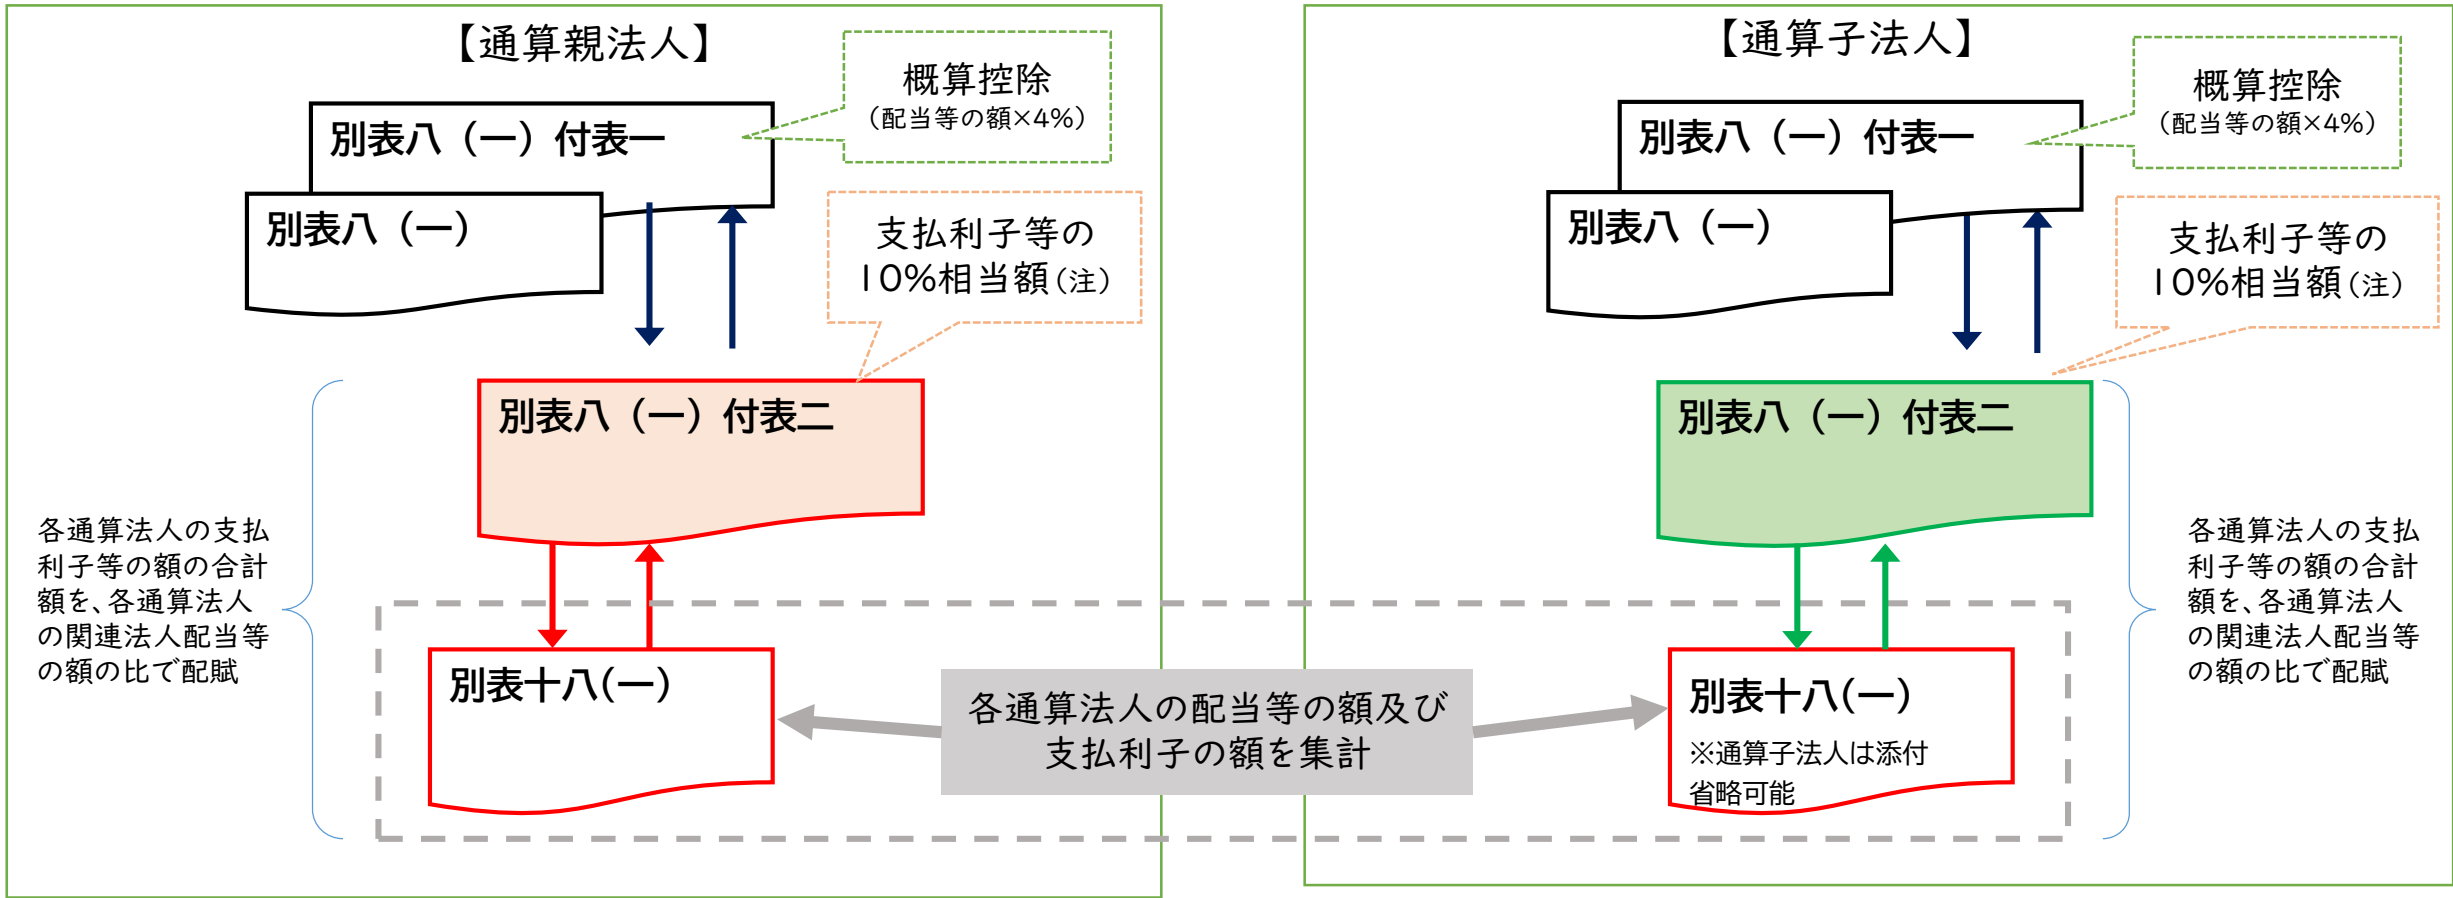 【通算親法人】
概算控除
（配当等の額×4%）
別表八（一）付表一
別表八（一）
支払利子等の
10%相当額（注）
別表八（一）付表二
各通算法人の支払
利子等の額の合計
額を、各通算法人
の関連法人配当等
の額の比で配賦
別表十八(一)
各通算法人の配当等の額及び
支払利子の額を集計
【通算子法人】
概算控除
（配当等の額×4%）
別表八（一）付表一
別表八（一）
支払利子等の
10%相当額（注）
別表八（一）付表二
各通算法人の支払
利子等の額の合計
額を、各通算法人
の関連法人配当等
の額の比で配賦
別表十八(一)
※通算子法人は添付
省略可能